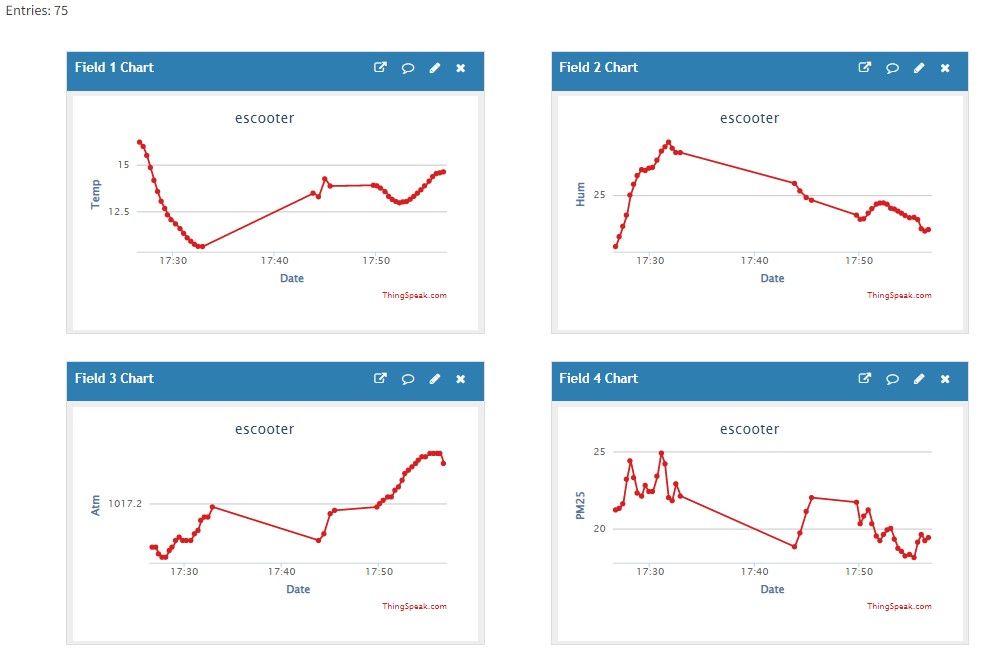 Entries: 75
Field 1 Chart
escooter
Temp
15
12.5
17:30 17:40 17:50
Date
ThingSpeak.com
Field 2 Chart
escooter
Hum
25
17:30 17:40 17:50
Date
ThingSpeak.com
Field 3 Chart
escooter
Atm
1017.2
17:30 17:40 17:50
Date
ThingSpeak.com
Field 4 Chart
escooter
PM25
25
20
17:30 17:40 17:50
Date
ThingSpeak.com